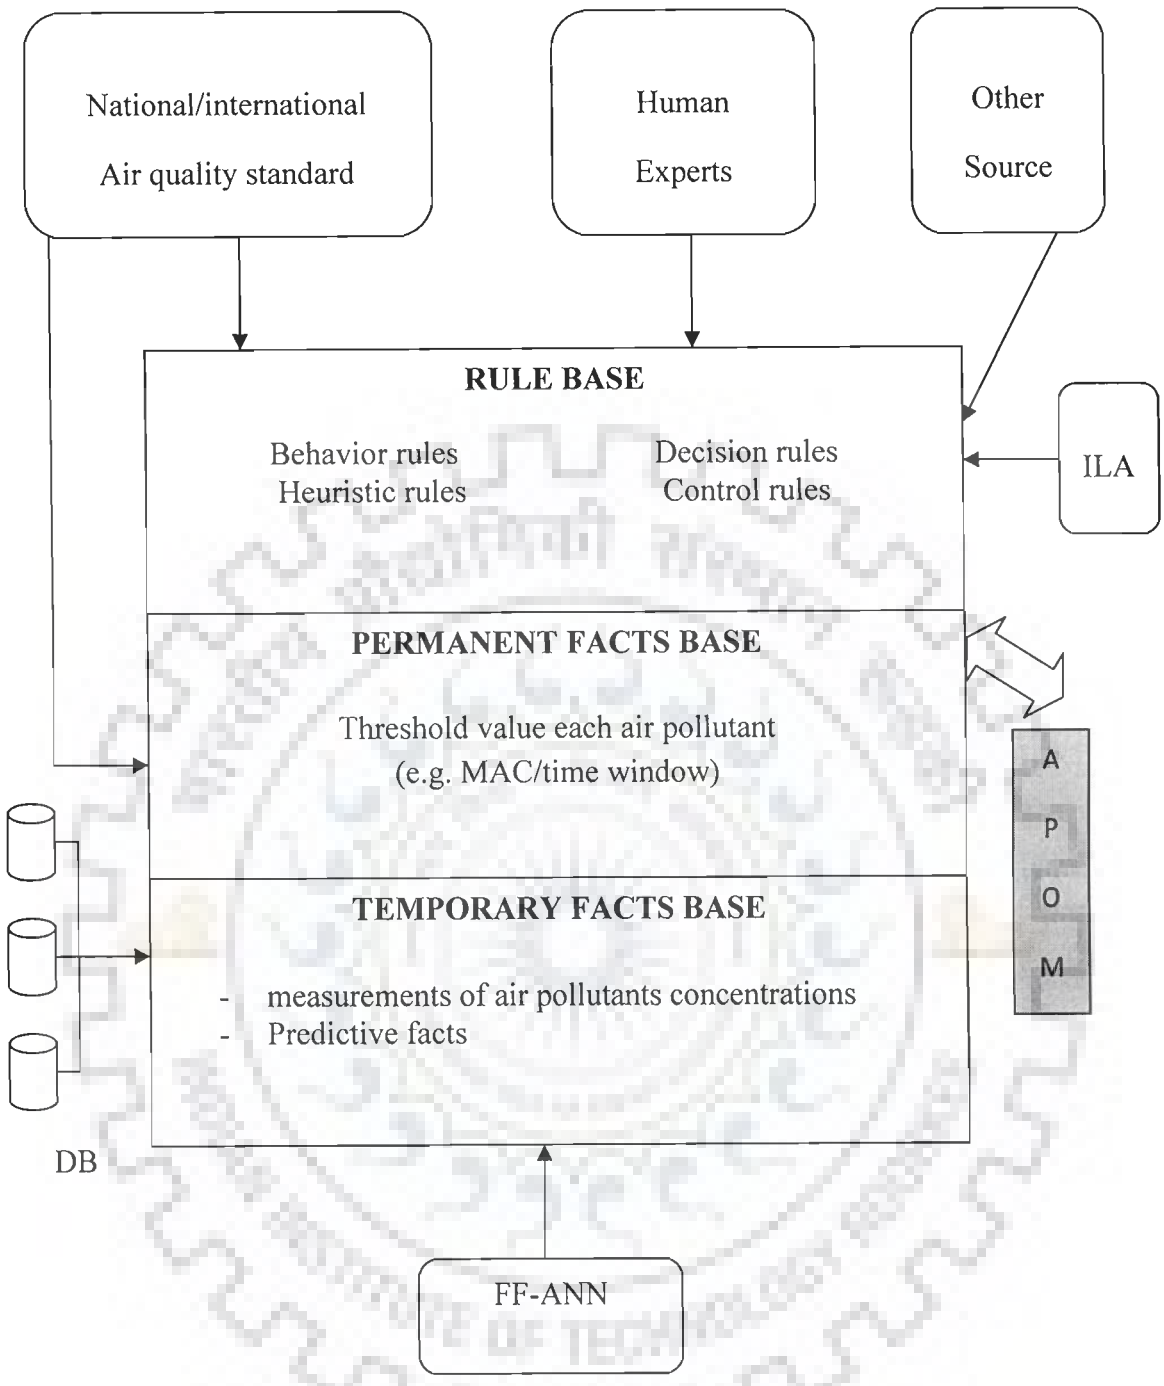 National/international
Air quality standard
Human
Experts
Other
Source
RULE BASE
Behavior rules
Heuristic rules
Decision rules
Control rules
ILA
PERMANENT FACTS BASE
Threshold value each air pollutant
(e.g. MAC/time window)
A
P
O
M
TEMPORARY FACTS BASE
- measurements of air pollutants concentrations
- Predictive facts
DB
FF-ANN
OF TECHNOLOGY